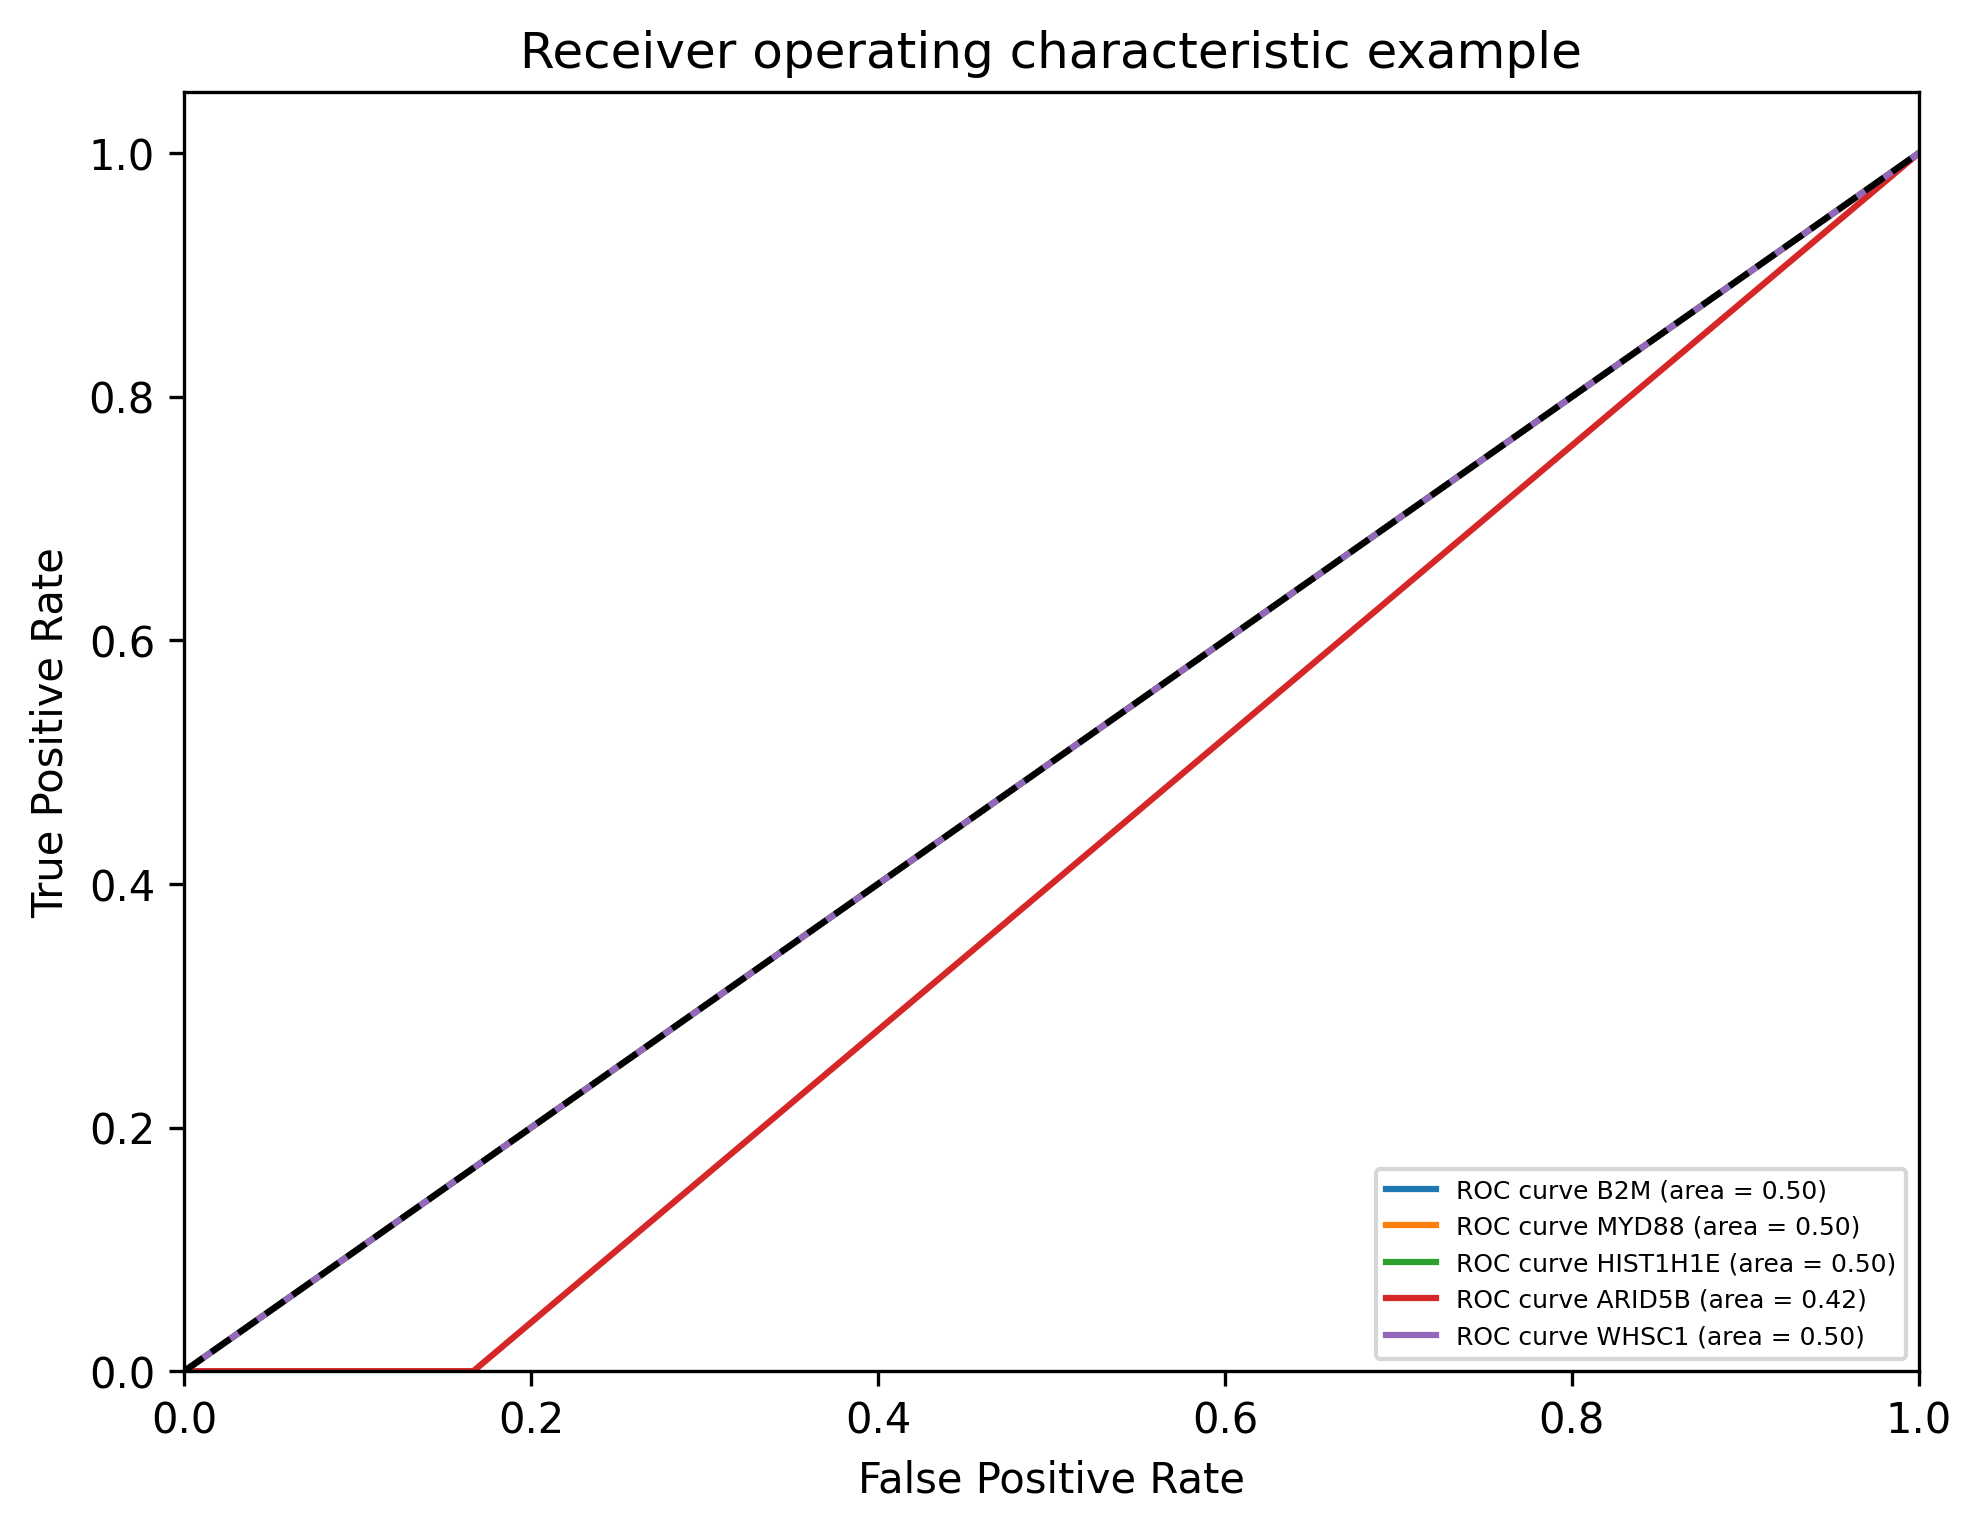 Receiver operating characteristic example
True Positive Rate
1.0
0.8
0.6
0.4
0.2
0.0
ROC curve B2M (area = 0.50)
ROC curve MYD88 (area = 0.50)
ROC curve HIST1H1E (area = 0.50)
ROC curve ARID5B (area = 0.42)
ROC curve WHSC1 (area = 0.50)
0.0 0.2 0.4 0.6 0.8 1.0
False Positive Rate